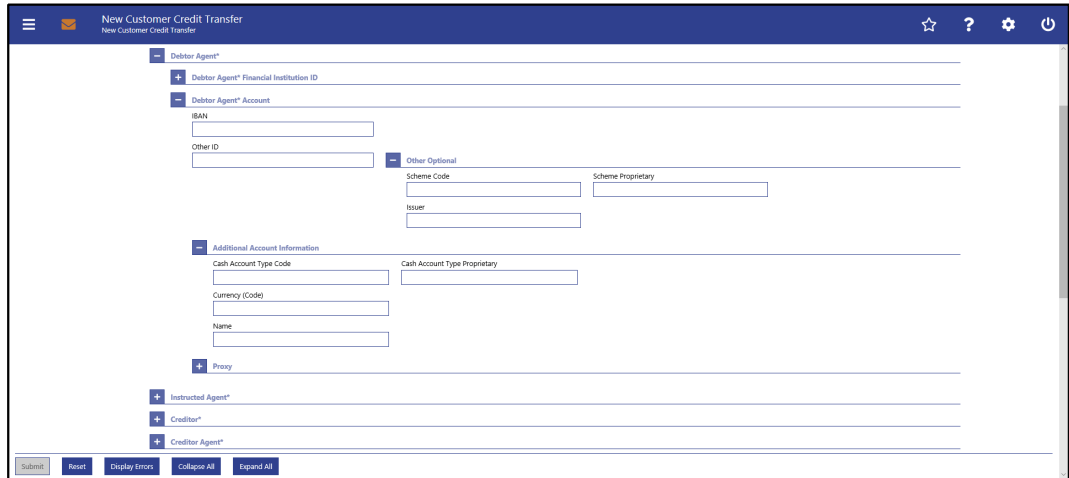 New Customer Credit Transfer
New Customer Credit Transfer
Debtor Agent*
Debtor Agent* Financial Institution ID
Debtor Agent* Account
IBAN
Other ID
Other Optional
Scheme Code Scheme Proprietary
Issuer
Additional Account Information
Cash Account Type Code Cash Account Type Proprietary
Currency (Code)
Name
Proxy
Instructed Agent*
Creditor*
Creditor Agent*
Submit Reset Display Errors Collapse All Expand All